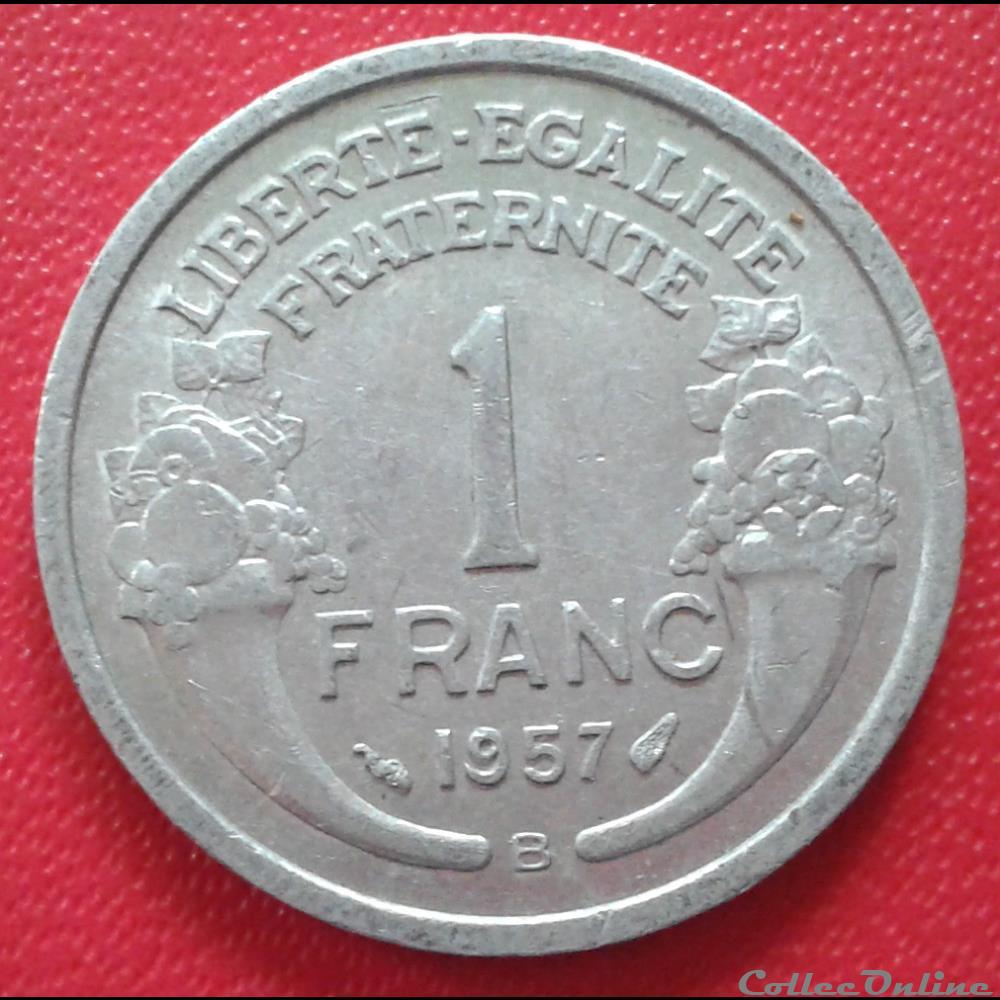 LIBERTE · EGALITE
FRATERNITE
1
FRANC
1957
B
CollecOnline